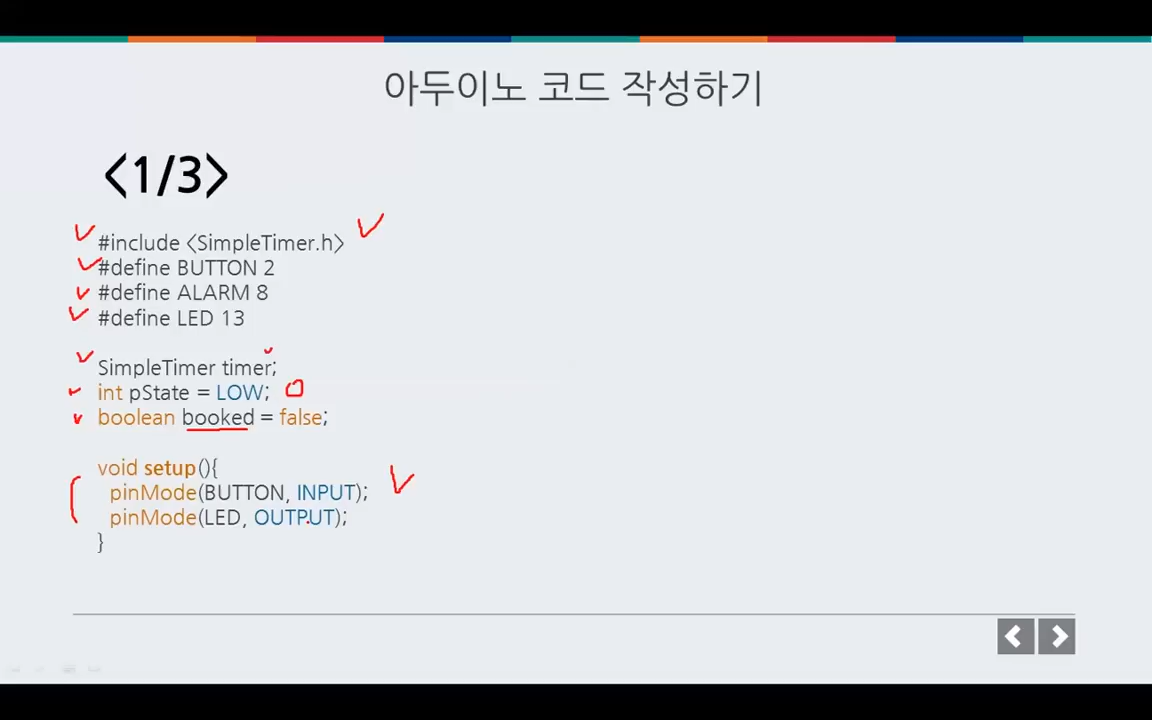 아두이노 코드 작성하기
<1/3>
#include <SimpleTimer.h>
#define BUTTON 2
#define ALARM 8
#define LED 13
SimpleTimer timer;
int pState = LOW;
boolean booked = false;
void setup(){
pinMode(BUTTON, INPUT);
pinMode(LED, OUTPUT);
}